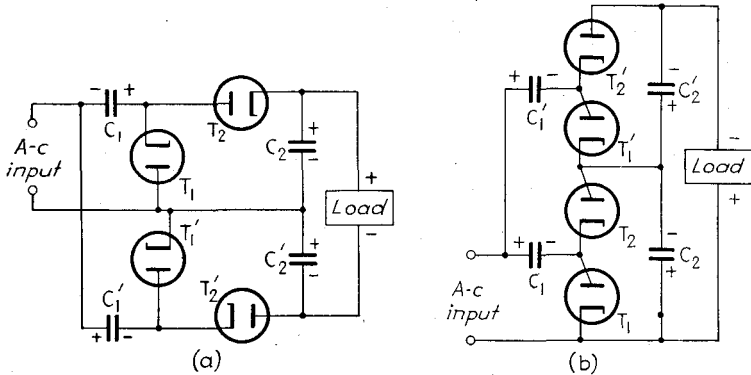 - +
C₁
T₂
+
C₂
-
A-c
input
T₁
+
Load
-
T₁′
+
C₂′
-
C₁′
+ -
T₂′
(a)
+ -
C₁′
T₂′
-
C₂′
+
T₁′
-
Load
+
T₂
+ -
C₁
-
C₂
+
A-c
input
T₁
(b)